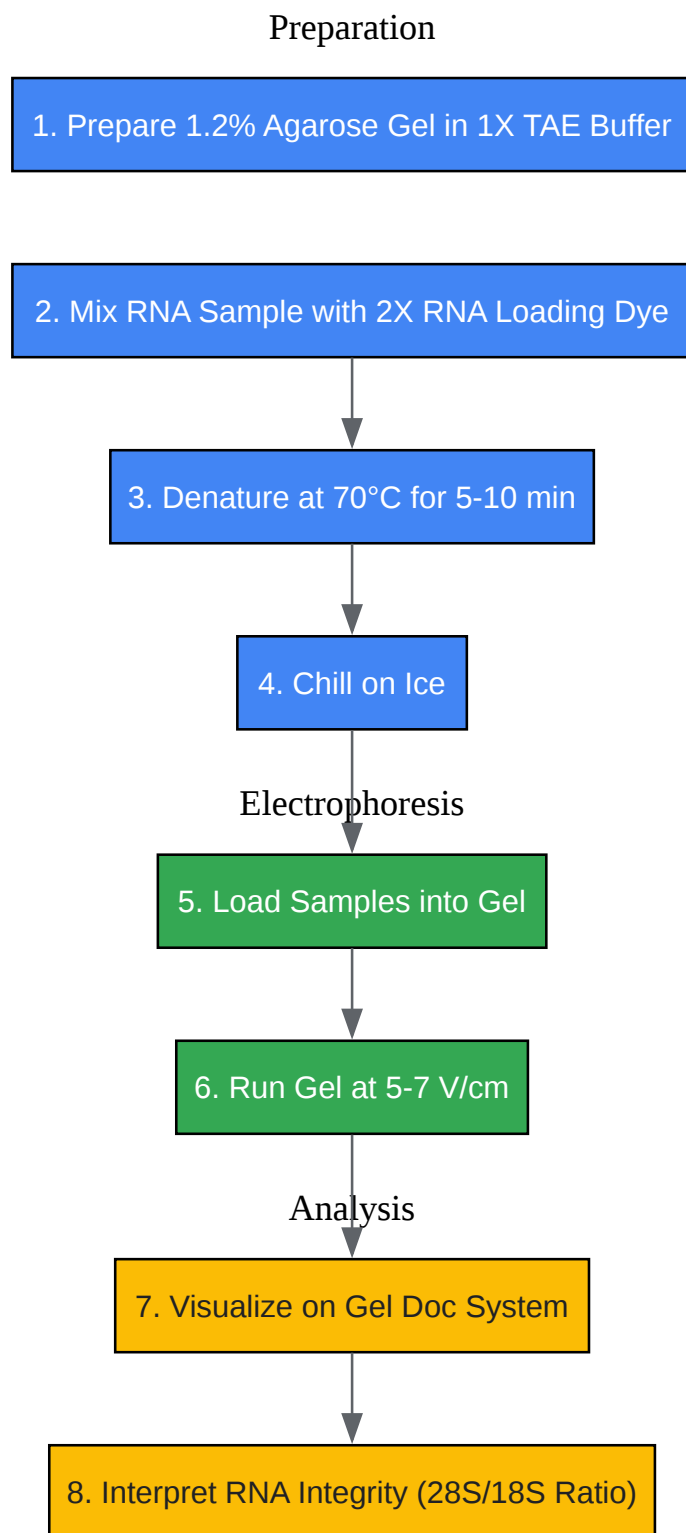 Preparation
1. Prepare 1.2% Agarose Gel in 1X TAE Buffer
2. Mix RNA Sample with 2X RNA Loading Dye
3. Denature at 70°C for 5-10 min
4. Chill on Ice
Electrophoresis
5. Load Samples into Gel
6. Run Gel at 5-7 V/cm
Analysis
7. Visualize on Gel Doc System
8. Interpret RNA Integrity (28S/18S Ratio)